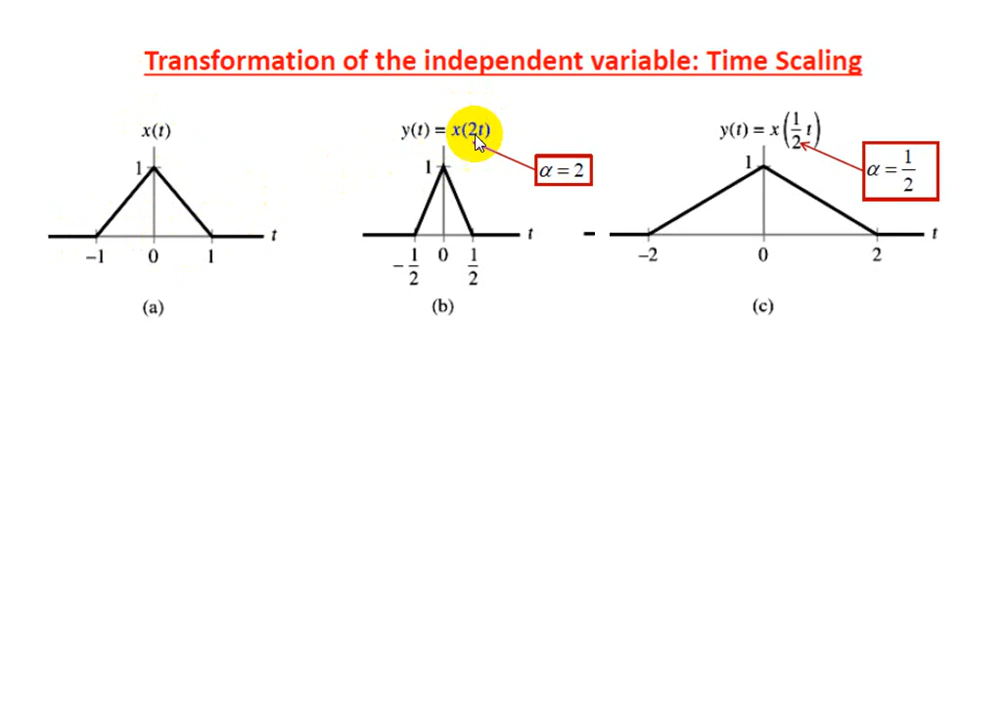 Transformation of the independent variable: Time Scaling
x(t)
1
t
−1 0 1
(a)
y(t) = x(2t)
α = 2
1
t
−1/2 0 1/2
(b)
y(t) = x(1/2 t)
α = 1/2
1
t
−2 0 2
(c)